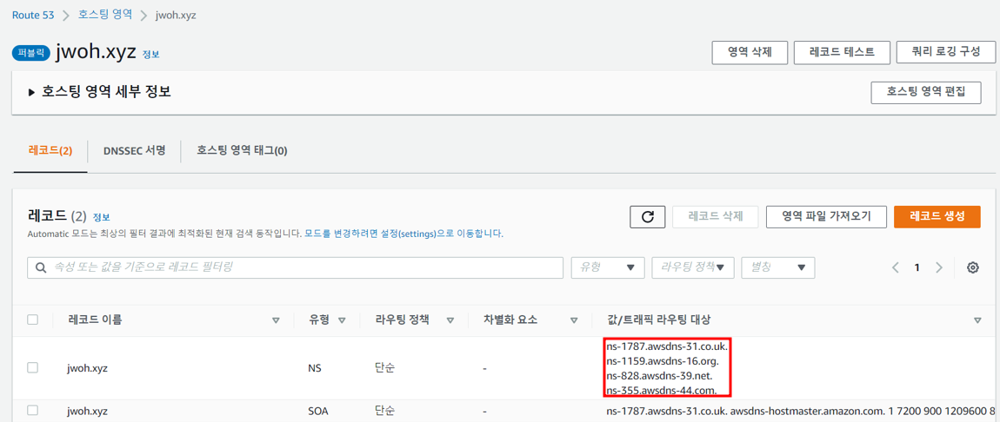 Route 53 > 호스팅 영역 > jwoh.xyz
퍼블릭 jwoh.xyz 정보
영역 삭제 레코드 테스트 쿼리 로깅 구성
▶ 호스팅 영역 세부 정보 호스팅 영역 편집
레코드(2) DNSSEC 서명 호스팅 영역 태그(0)
레코드 (2) 정보 레코드 삭제 영역 파일 가져오기 레코드 생성
Automatic 모드는 최상의 필터 결과에 최적화된 현재 검색 동작입니다. 모드를 변경하려면 설정(settings)으로 이동합니다.
속성 또는 값을 기준으로 레코드 필터링 유형 라우팅 정책 별칭 1
레코드 이름 유형 라우팅 정책 차별화 요소 값/트래픽 라우팅 대상
jwoh.xyz NS 단순 - ns-1787.awsdns-31.co.uk.
ns-1159.awsdns-16.org.
ns-828.awsdns-39.net.
ns-355.awsdns-44.com.
jwoh.xyz SOA 단순 - ns-1787.awsdns-31.co.uk. awsdns-hostmaster.amazon.com. 1 7200 900 1209600 8